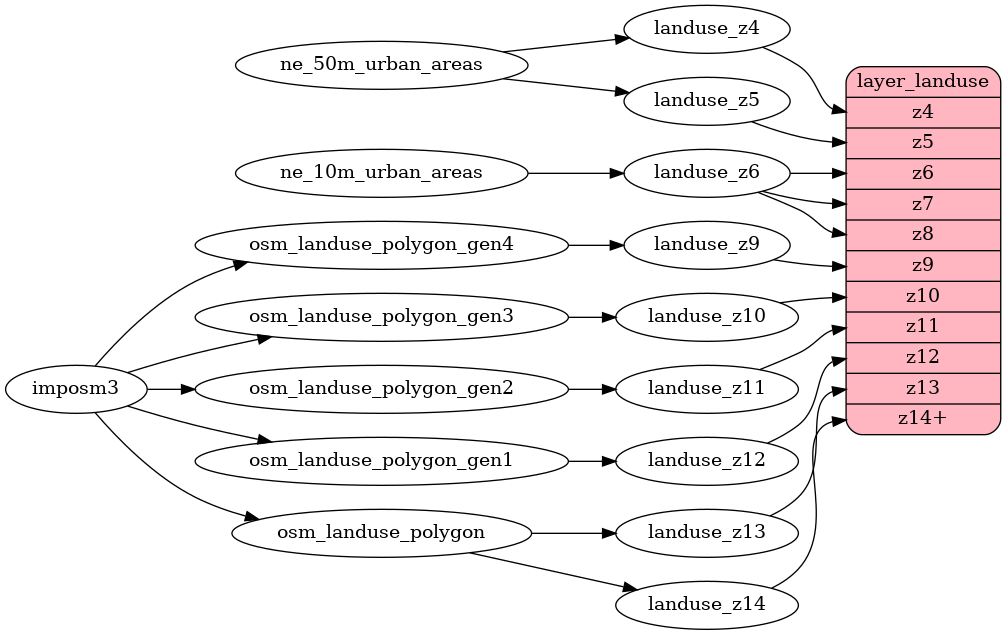 landuse_z4
ne_50m_urban_areas
layer_landuse
landuse_z5
z4
z5
ne_10m_urban_areas
landuse_z6
z6
z7
z8
osm_landuse_polygon_gen4
landuse_z9
z9
z10
osm_landuse_polygon_gen3
landuse_z10
z11
z12
imposm3
osm_landuse_polygon_gen2
landuse_z11
z13
z14+
osm_landuse_polygon_gen1
landuse_z12
osm_landuse_polygon
landuse_z13
landuse_z14